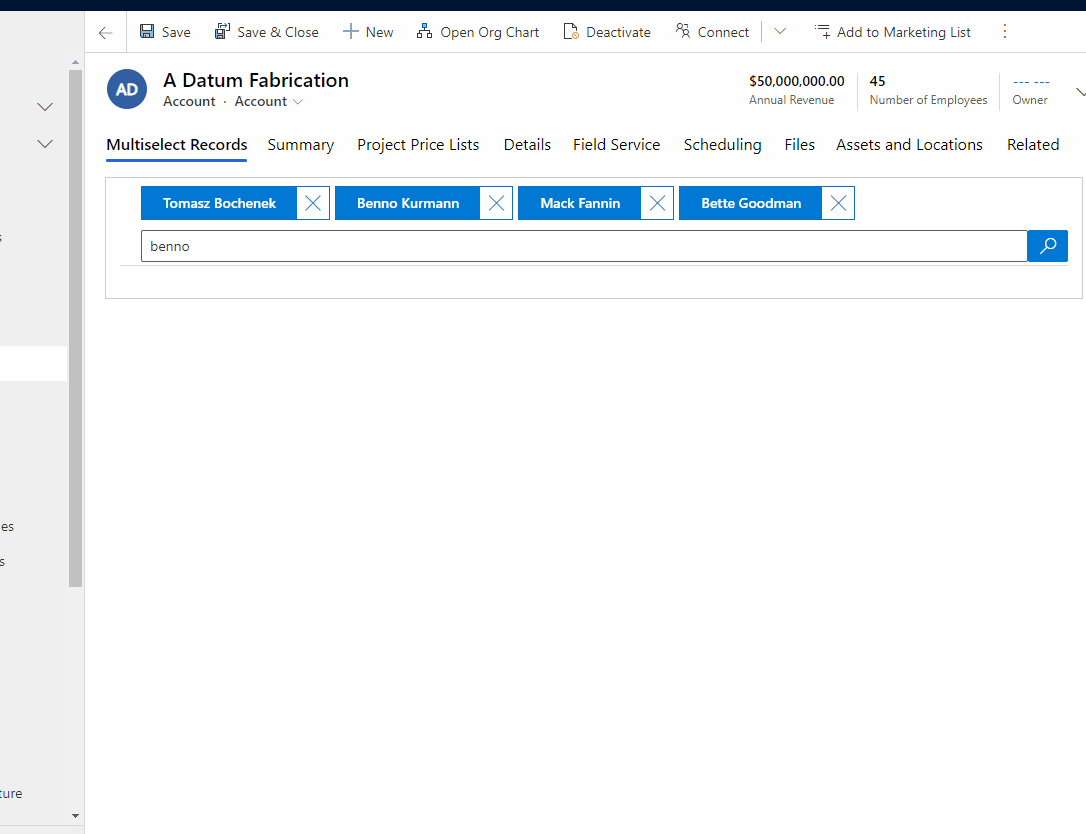 Save Save & Close New Open Org Chart Deactivate Connect Add to Marketing List
AD
A Datum Fabrication
Account · Account
$50,000,000.00
Annual Revenue
45
Number of Employees
--- ---
Owner
Multiselect Records Summary Project Price Lists Details Field Service Scheduling Files Assets and Locations Related
Tomasz Bochenek Benno Kurmann Mack Fannin Bette Goodman
benno
s
es
s
ture